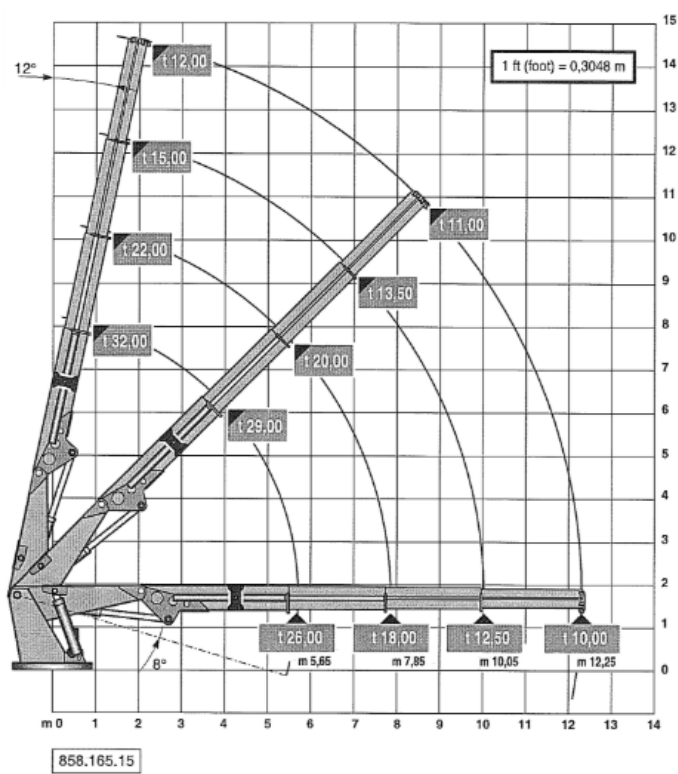 15
1 ft (foot) = 0,3048 m
14
12°
t 12,00
13
12
t 15,00
11
t 11,00
10
t 22,00
9
t 13,50
8
t 32,00
t 20,00
7
6
t 29,00
5
4
3
2
1
t 26,00 t 18,00 t 12,50 t 10,00
8°
m 5,65 m 7,85 m 10,05 m 12,25
0
m 0 1 2 3 4 5 6 7 8 9 10 11 12 13 14
858.165.15